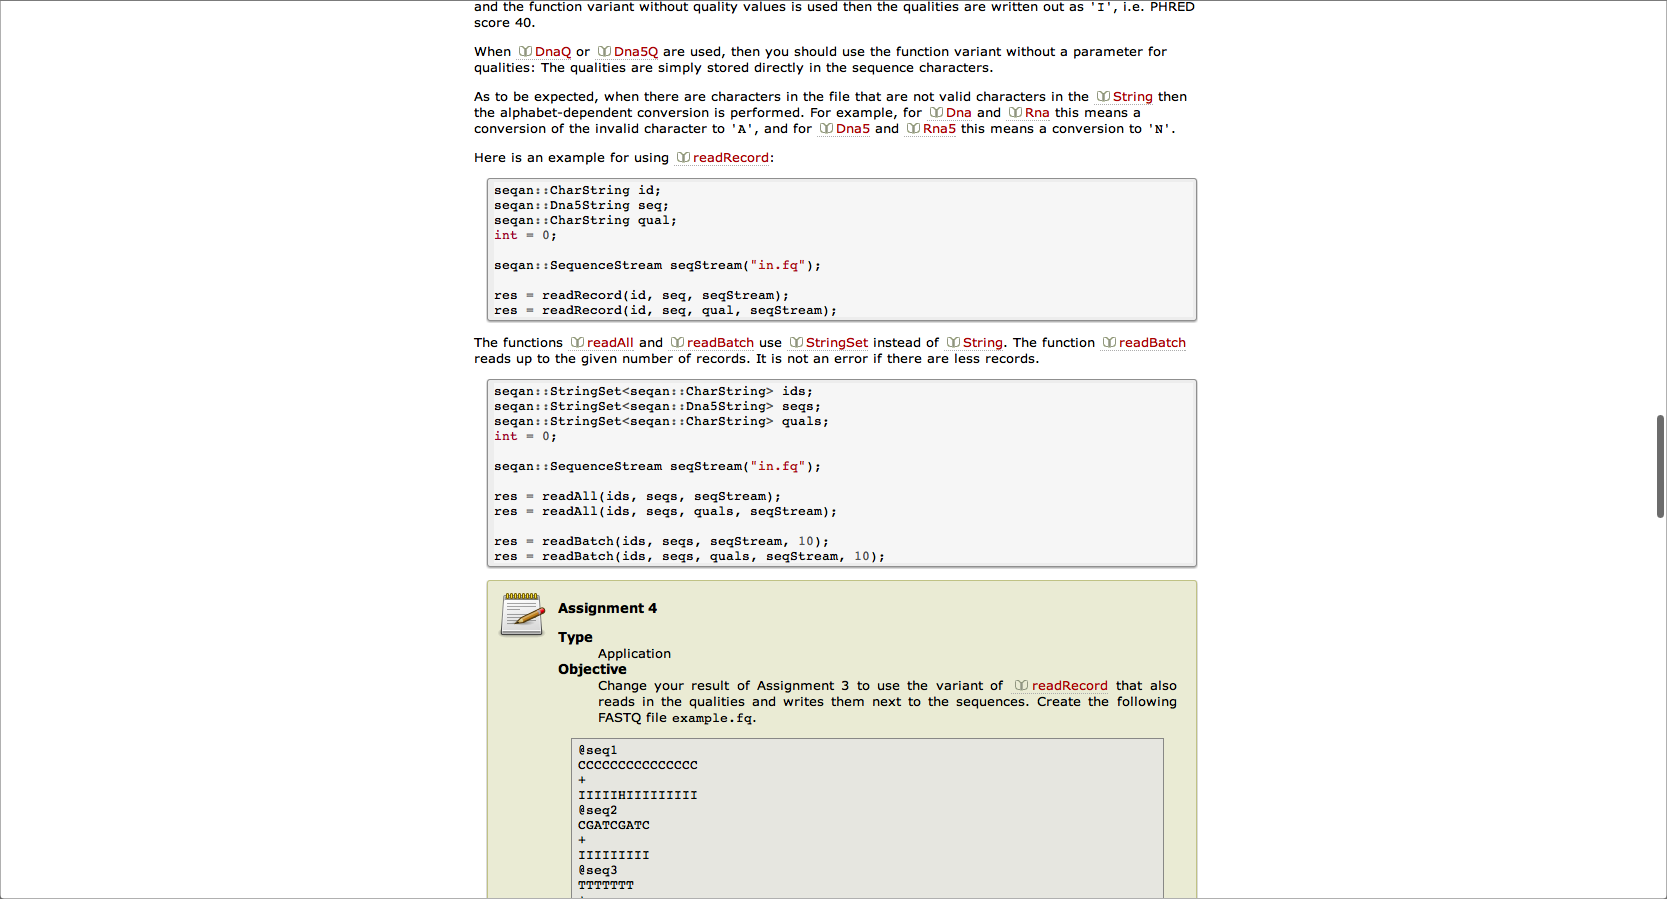 and the function variant without quality values is used then the qualities are written out as 'I', i.e. PHRED
score 40.
When DnaQ or Dna5Q are used, then you should use the function variant without a parameter for
qualities: The qualities are simply stored directly in the sequence characters.
As to be expected, when there are characters in the file that are not valid characters in the String then
the alphabet-dependent conversion is performed. For example, for Dna and Rna this means a
conversion of the invalid character to 'A', and for Dna5 and Rna5 this means a conversion to 'N'.
Here is an example for using readRecord:
seqan::CharString id;
seqan::Dna5String seq;
seqan::CharString qual;
int = 0;
seqan::SequenceStream seqStream("in.fq");
res = readRecord(id, seq, seqStream);
res = readRecord(id, seq, qual, seqStream);
The functions readAll and readBatch use StringSet instead of String. The function readBatch
reads up to the given number of records. It is not an error if there are less records.
seqan::StringSet<seqan::CharString> ids;
seqan::StringSet<seqan::Dna5String> seqs;
seqan::StringSet<seqan::CharString> quals;
int = 0;
seqan::SequenceStream seqStream("in.fq");
res = readAll(ids, seqs, seqStream);
res = readAll(ids, seqs, quals, seqStream);
res = readBatch(ids, seqs, seqStream, 10);
res = readBatch(ids, seqs, quals, seqStream, 10);
Assignment 4
Type
Application
Objective
Change your result of Assignment 3 to use the variant of readRecord that also
reads in the qualities and writes them next to the sequences. Create the following
FASTQ file example.fq.
@seq1
CCCCCCCCCCCCCCC
+
IIIIIHIIIIIIIII
@seq2
CGATCGATC
+
IIIIIIIII
@seq3
TTTTTTT